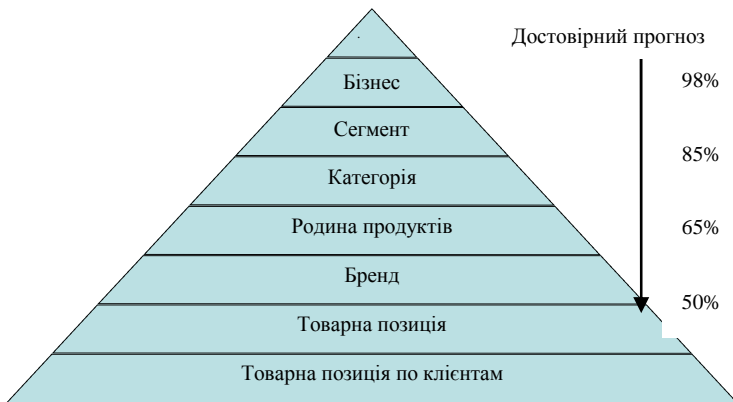 Достовірний прогноз
Бізнес
98%
Сегмент
85%
Категорія
Родина продуктів
65%
Бренд
50%
Товарна позиція
Товарна позиція по клієнтам